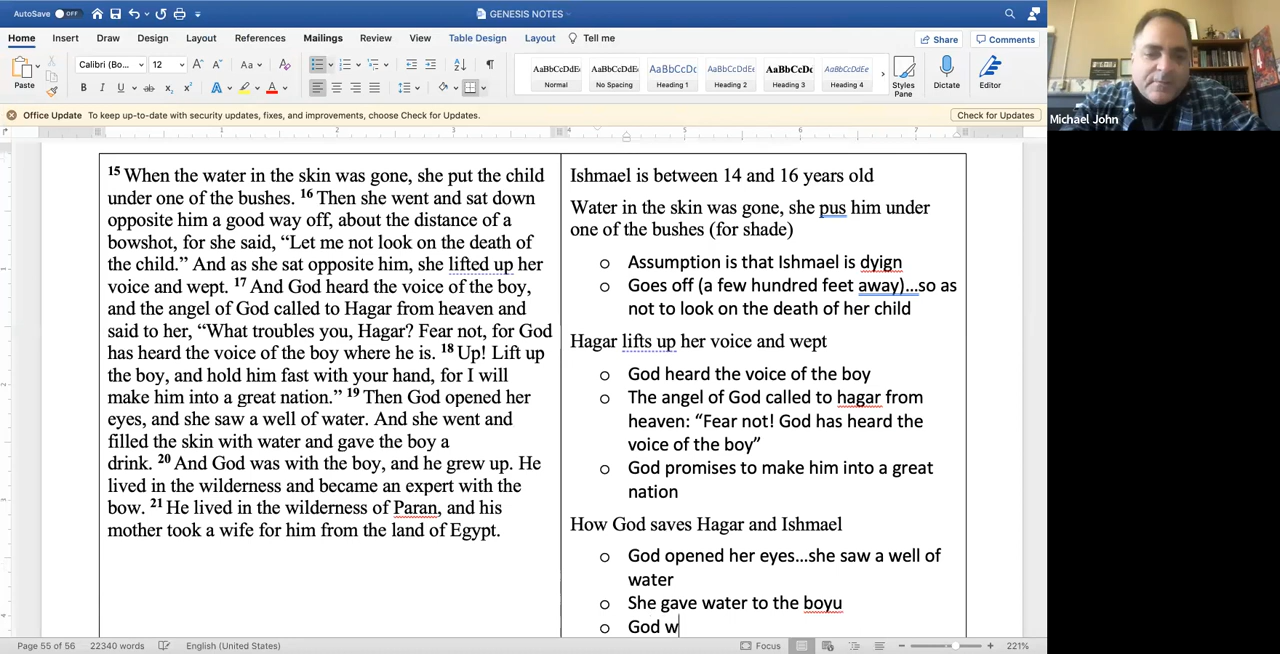 AutoSave OFF GENESIS NOTES
Home Insert Draw Design Layout References Mailings Review View Table Design Layout Tell me Share Comments
Paste Calibri (Bo... 12 A A Aa A AaBbCcDdEe AaBbCcDdEe AaBbCcDc AaBbCcDdEe AaBbCcDc AaBbCcDdEe
B I U ab x₂ x² A A Normal No Spacing Heading 1 Heading 2 Heading 3 Heading 4 Styles Pane Dictate Editor
Office Update To keep up-to-date with security updates, fixes, and improvements, choose Check for Updates. Check for Updates
Michael John
1 2 3 4 5 6 7
15 When the water in the skin was gone, she put the child
under one of the bushes. 16 Then she went and sat down
opposite him a good way off, about the distance of a
bowshot, for she said, “Let me not look on the death of
the child.” And as she sat opposite him, she lifted up her
voice and wept. 17 And God heard the voice of the boy,
and the angel of God called to Hagar from heaven and
said to her, “What troubles you, Hagar? Fear not, for God
has heard the voice of the boy where he is. 18 Up! Lift up
the boy, and hold him fast with your hand, for I will
make him into a great nation.” 19 Then God opened her
eyes, and she saw a well of water. And she went and
filled the skin with water and gave the boy a
drink. 20 And God was with the boy, and he grew up. He
lived in the wilderness and became an expert with the
bow. 21 He lived in the wilderness of Paran, and his
mother took a wife for him from the land of Egypt.
Ishmael is between 14 and 16 years old
Water in the skin was gone, she pus him under
one of the bushes (for shade)
o Assumption is that Ishmael is dyign
o Goes off (a few hundred feet away)...so as
not to look on the death of her child
Hagar lifts up her voice and wept
o God heard the voice of the boy
o The angel of God called to hagar from
heaven: “Fear not! God has heard the
voice of the boy”
o God promises to make him into a great
nation
How God saves Hagar and Ishmael
o God opened her eyes...she saw a well of
water
o She gave water to the boyu
o God w
Page 55 of 56 22340 words English (United States) Focus 221%